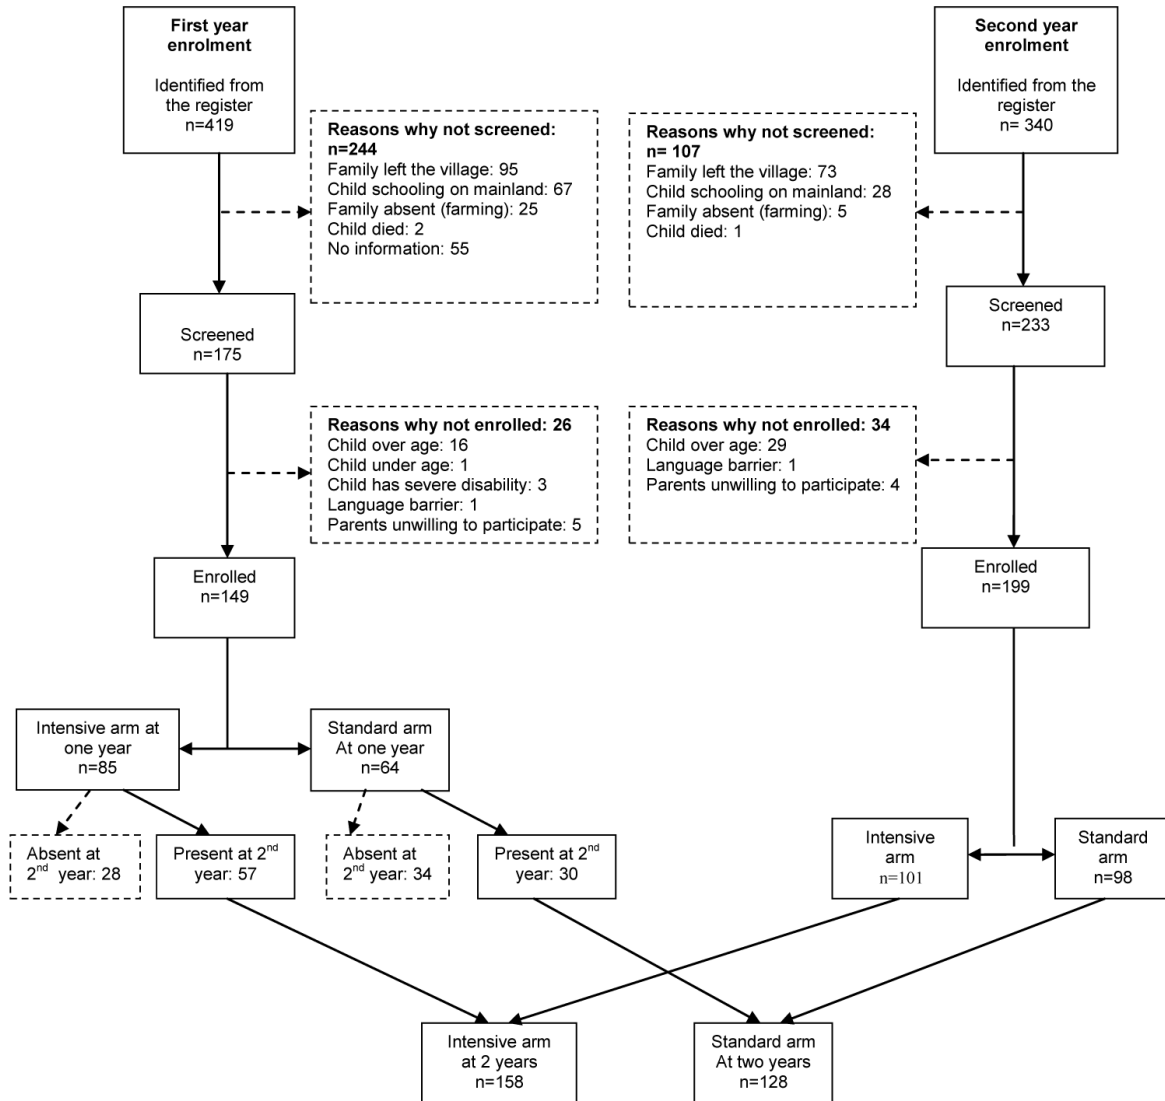 First year
enrolment
Identified from
the register
n=419
Second year
enrolment
Identified from the
register
n= 340
Reasons why not screened:
n=244
Family left the village: 95
Child schooling on mainland: 67
Family absent (farming): 25
Child died: 2
No information: 55
Reasons why not screened:
n= 107
Family left the village: 73
Child schooling on mainland: 28
Family absent (farming): 5
Child died: 1
Screened
n=175
Screened
n=233
Reasons why not enrolled: 26
Child over age: 16
Child under age: 1
Child has severe disability: 3
Language barrier: 1
Parents unwilling to participate: 5
Reasons why not enrolled: 34
Child over age: 29
Language barrier: 1
Parents unwilling to participate: 4
Enrolled
n=149
Enrolled
n=199
Intensive arm at
one year
n=85
Standard arm
At one year
n=64
Absent at
2nd year: 28
Present at 2nd
year: 57
Absent at
2nd year: 34
Present at 2nd
year: 30
Intensive
arm
n=101
Standard
arm
n=98
Intensive arm
at 2 years
n=158
Standard arm
At two years
n=128